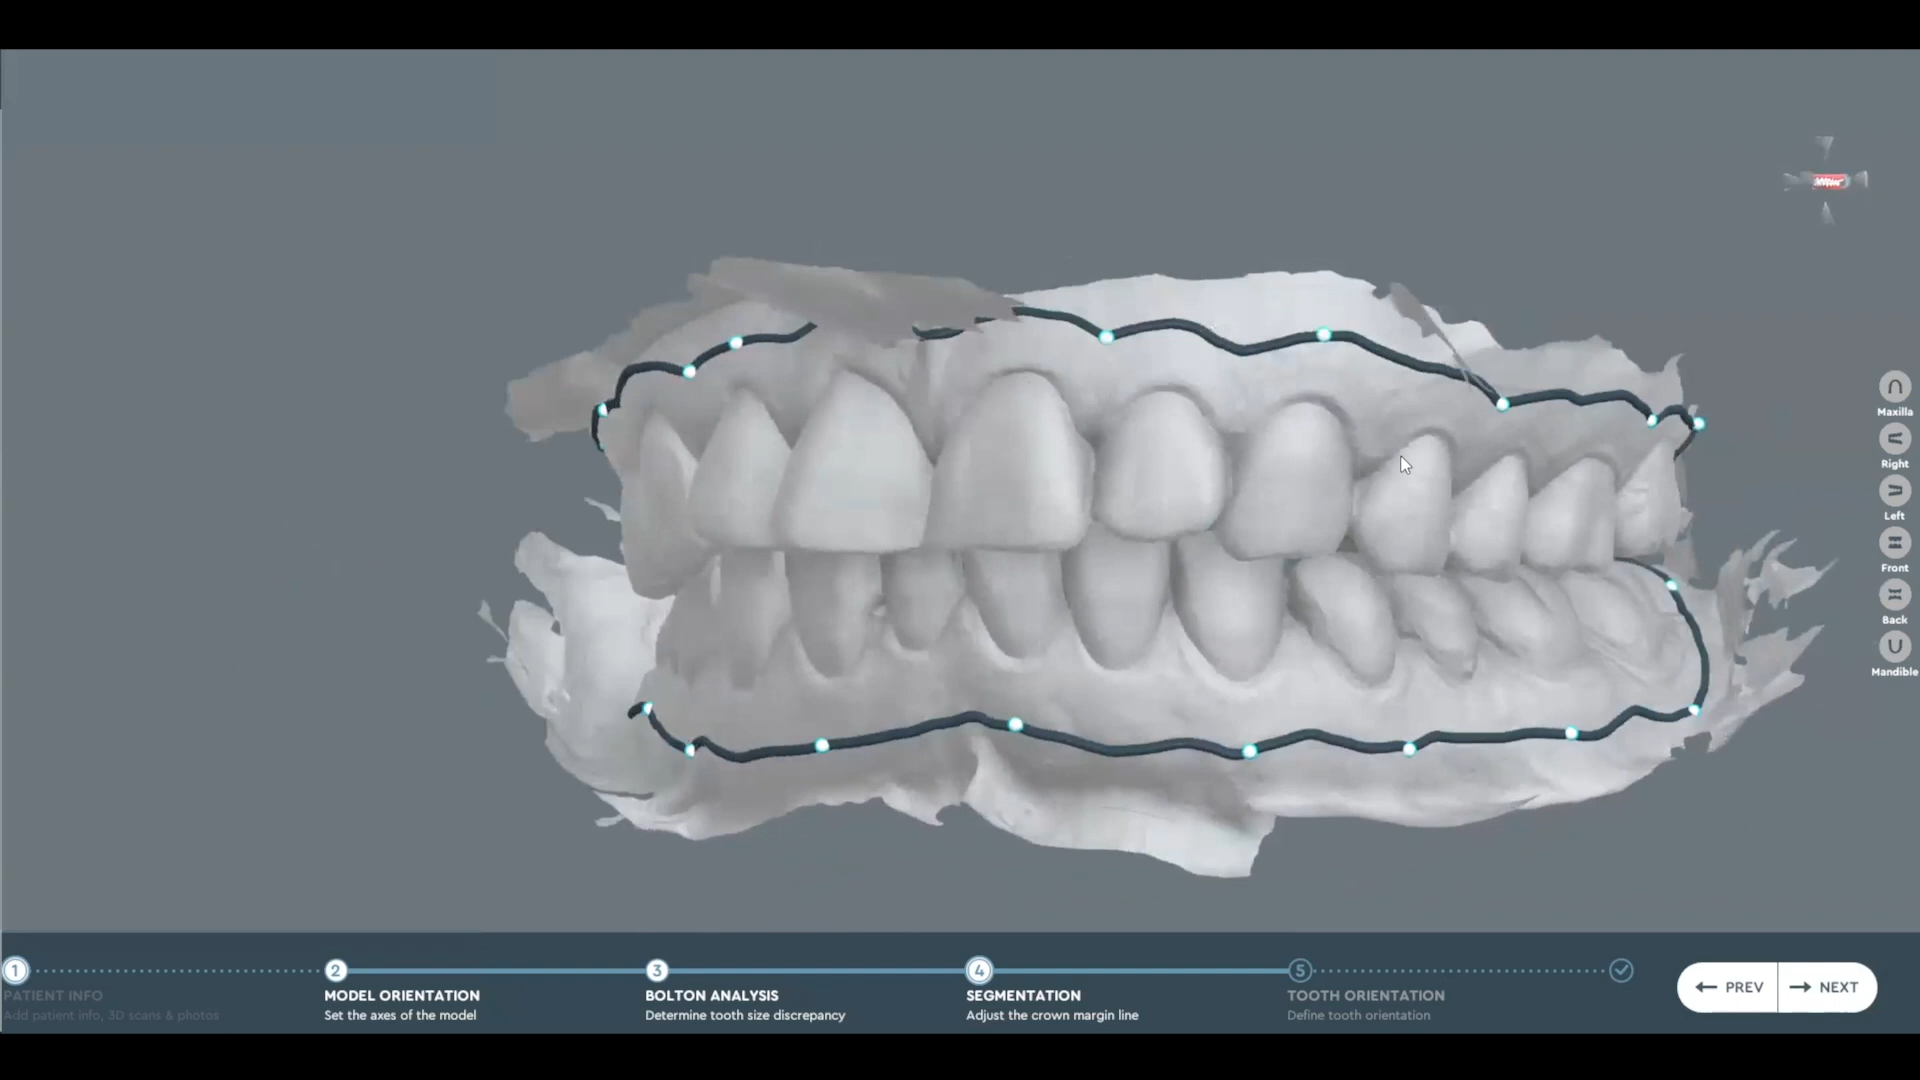 Maxilla
Right
Left
Front
Back
Mandible
1
PATIENT INFO
Add patient info, 3D scans & photos
2
MODEL ORIENTATION
Set the axes of the model
3
BOLTON ANALYSIS
Determine tooth size discrepancy
4
SEGMENTATION
Adjust the crown margin line
5
TOOTH ORIENTATION
Define tooth orientation
PREV
NEXT